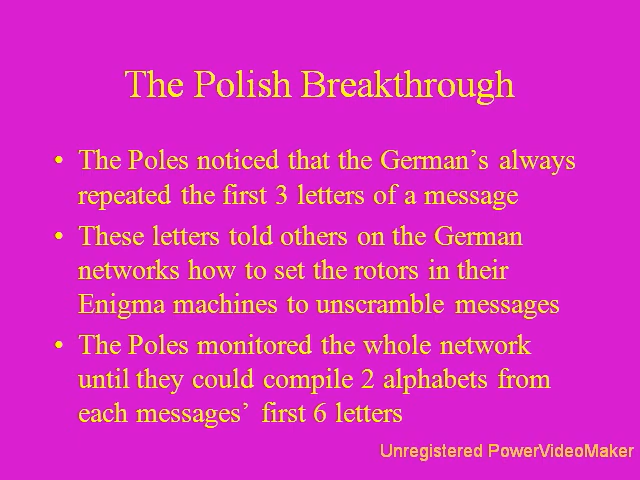 The Polish Breakthrough
• The Poles noticed that the German's always
repeated the first 3 letters of a message
• These letters told others on the German
networks how to set the rotors in their
Enigma machines to unscramble messages
• The Poles monitored the whole network
until they could compile 2 alphabets from
each messages' first 6 letters
Unregistered PowerVideoMaker